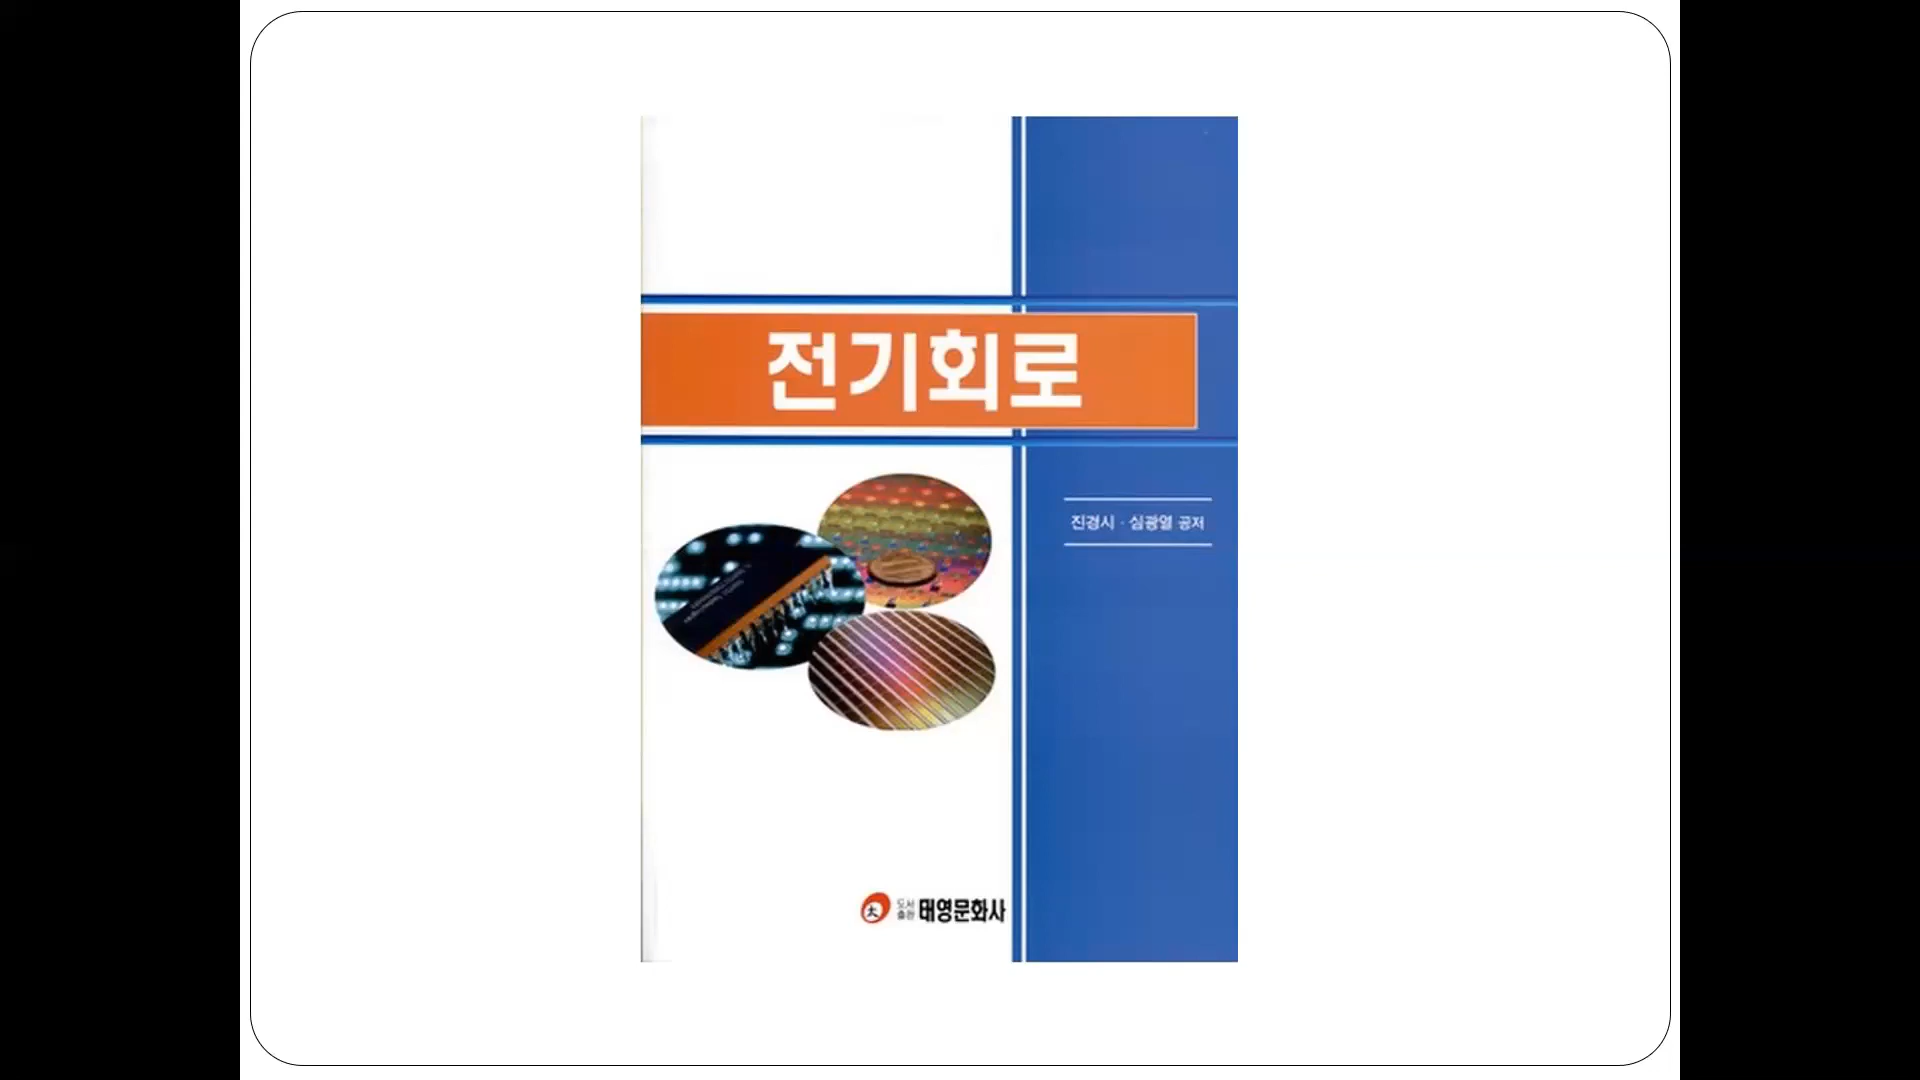 전기회로
진경시 · 심광열 공저
도서
출판 태영문화사